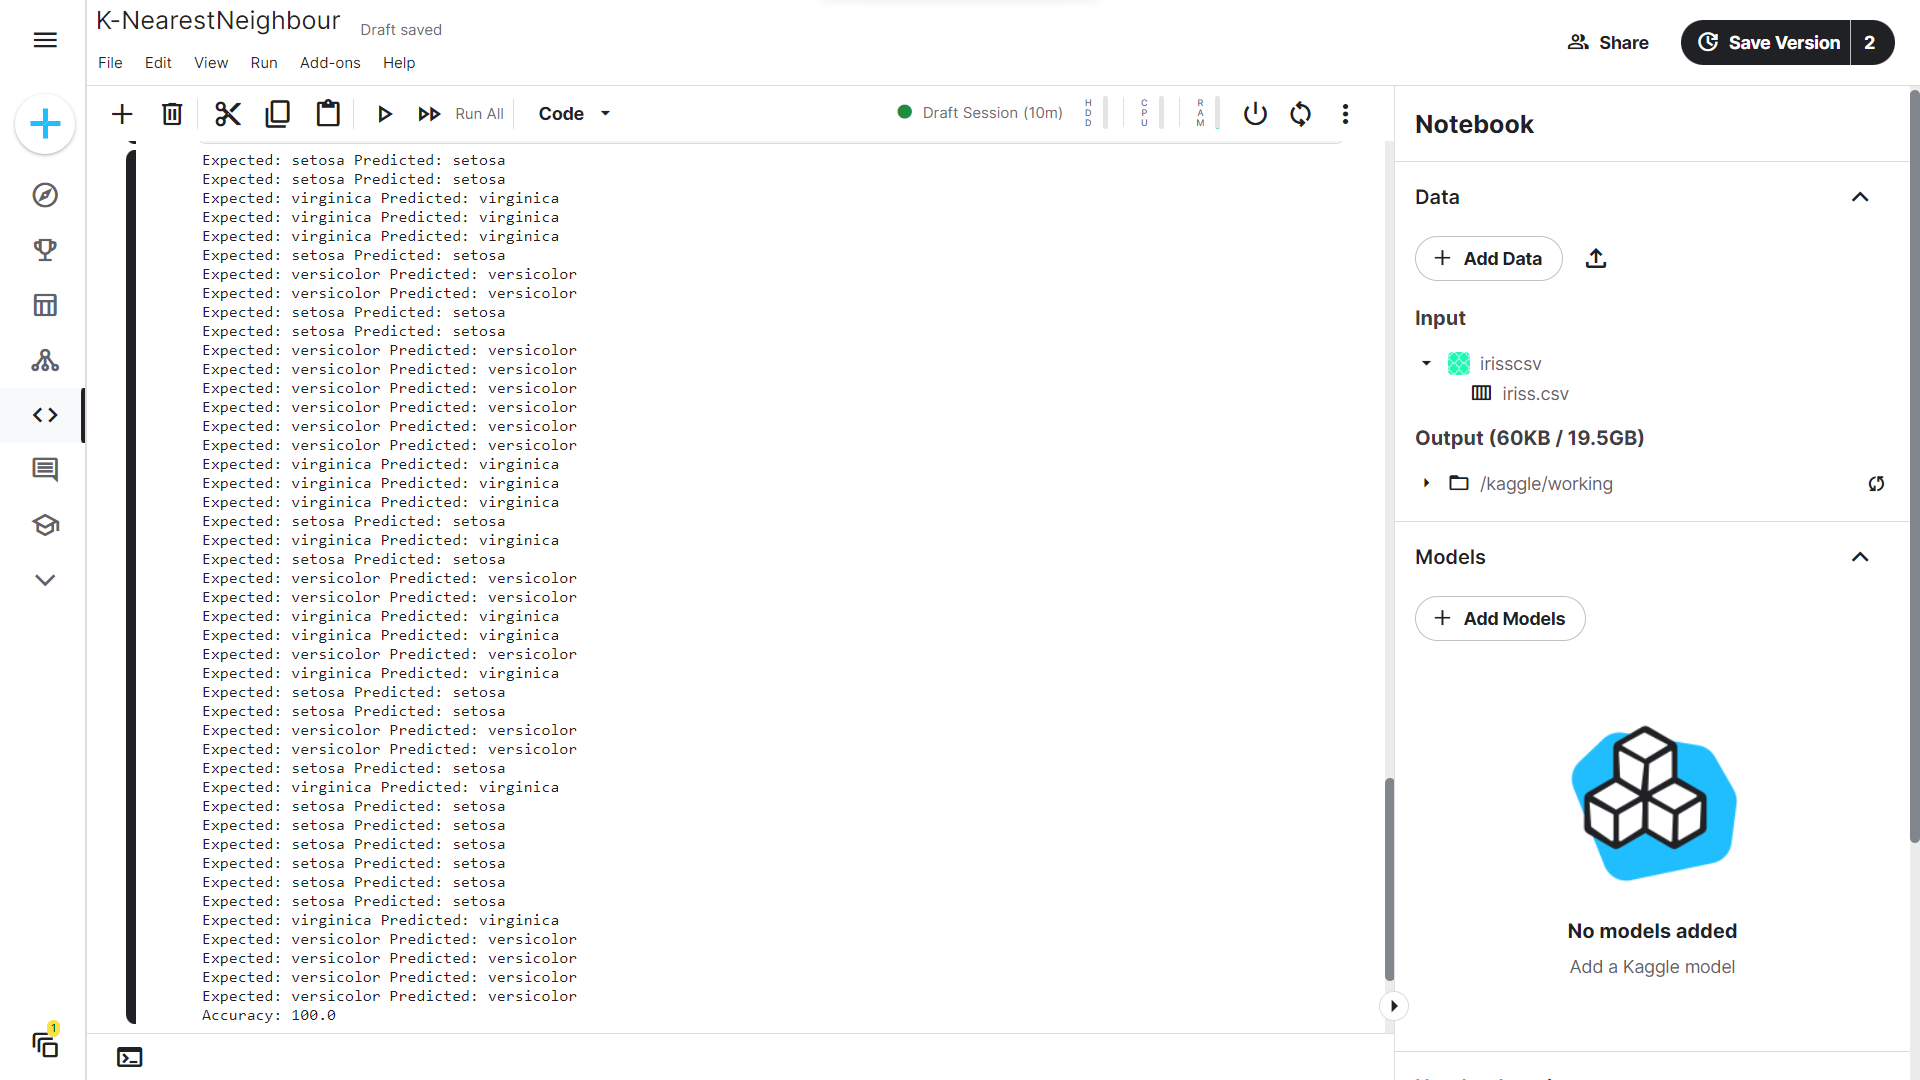 K-NearestNeighbour
Draft saved
File Edit View Run Add-ons Help
Share
Save Version 2
Run All
Code
Draft Session (10m)
HDD
CPU
RAM
Expected: setosa Predicted: setosa
Expected: setosa Predicted: setosa
Expected: virginica Predicted: virginica
Expected: virginica Predicted: virginica
Expected: virginica Predicted: virginica
Expected: setosa Predicted: setosa
Expected: versicolor Predicted: versicolor
Expected: versicolor Predicted: versicolor
Expected: setosa Predicted: setosa
Expected: setosa Predicted: setosa
Expected: versicolor Predicted: versicolor
Expected: versicolor Predicted: versicolor
Expected: versicolor Predicted: versicolor
Expected: versicolor Predicted: versicolor
Expected: versicolor Predicted: versicolor
Expected: versicolor Predicted: versicolor
Expected: virginica Predicted: virginica
Expected: virginica Predicted: virginica
Expected: virginica Predicted: virginica
Expected: setosa Predicted: setosa
Expected: virginica Predicted: virginica
Expected: setosa Predicted: setosa
Expected: versicolor Predicted: versicolor
Expected: versicolor Predicted: versicolor
Expected: virginica Predicted: virginica
Expected: virginica Predicted: virginica
Expected: versicolor Predicted: versicolor
Expected: virginica Predicted: virginica
Expected: setosa Predicted: setosa
Expected: setosa Predicted: setosa
Expected: versicolor Predicted: versicolor
Expected: versicolor Predicted: versicolor
Expected: setosa Predicted: setosa
Expected: virginica Predicted: virginica
Expected: setosa Predicted: setosa
Expected: setosa Predicted: setosa
Expected: setosa Predicted: setosa
Expected: setosa Predicted: setosa
Expected: setosa Predicted: setosa
Expected: setosa Predicted: setosa
Expected: virginica Predicted: virginica
Expected: versicolor Predicted: versicolor
Expected: versicolor Predicted: versicolor
Expected: versicolor Predicted: versicolor
Expected: versicolor Predicted: versicolor
Accuracy: 100.0
Notebook
Data
Add Data
Input
irisscsv
iriss.csv
Output (60KB / 19.5GB)
/kaggle/working
Models
Add Models
No models added
Add a Kaggle model
1